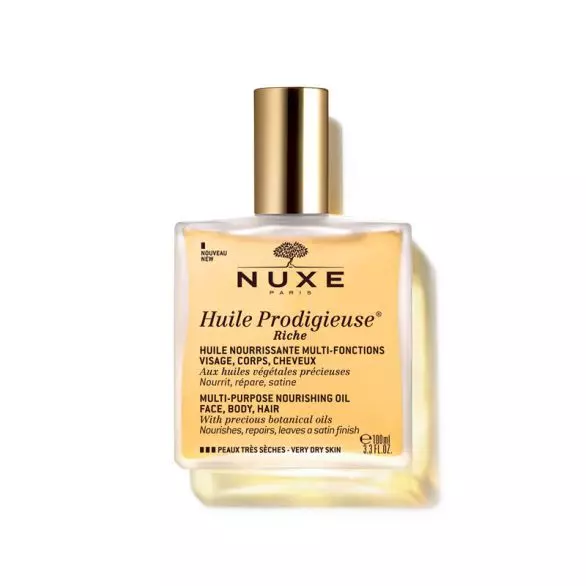 NOUVEAU
NEW
NUXE
PARIS
Huile Prodigieuse®
Riche
HUILE NOURRISSANTE MULTI-FONCTIONS
VISAGE, CORPS, CHEVEUX
Aux huiles végétales précieuses
Nourrit, répare, satine
MULTI-PURPOSE NOURISHING OIL
FACE, BODY, HAIR
With precious botanical oils
Nourishes, repairs, leaves a satin finish
PEAUX TRÈS SÈCHES - VERY DRY SKIN
℮100ml
3.3 FL.OZ.